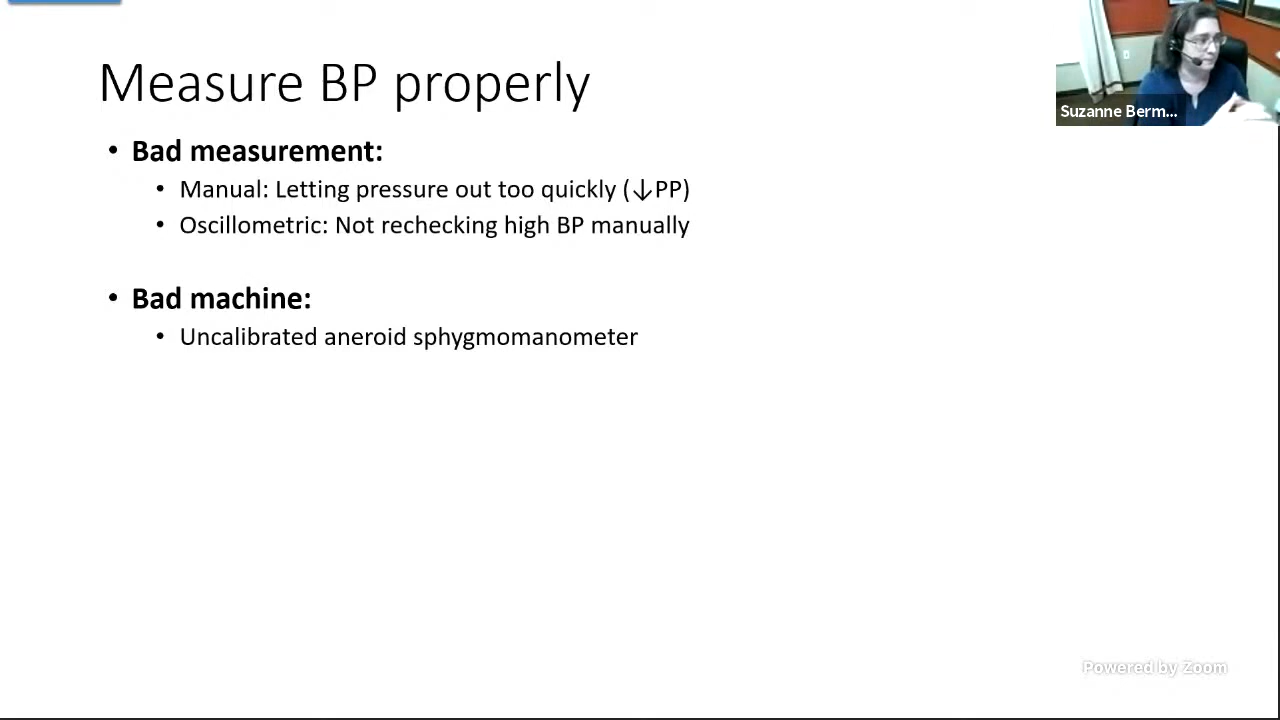 Measure BP properly
• Bad measurement:
• Manual: Letting pressure out too quickly (↓PP)
• Oscillometric: Not rechecking high BP manually
• Bad machine:
• Uncalibrated aneroid sphygmomanometer
Suzanne Berm...
Powered by Zoom